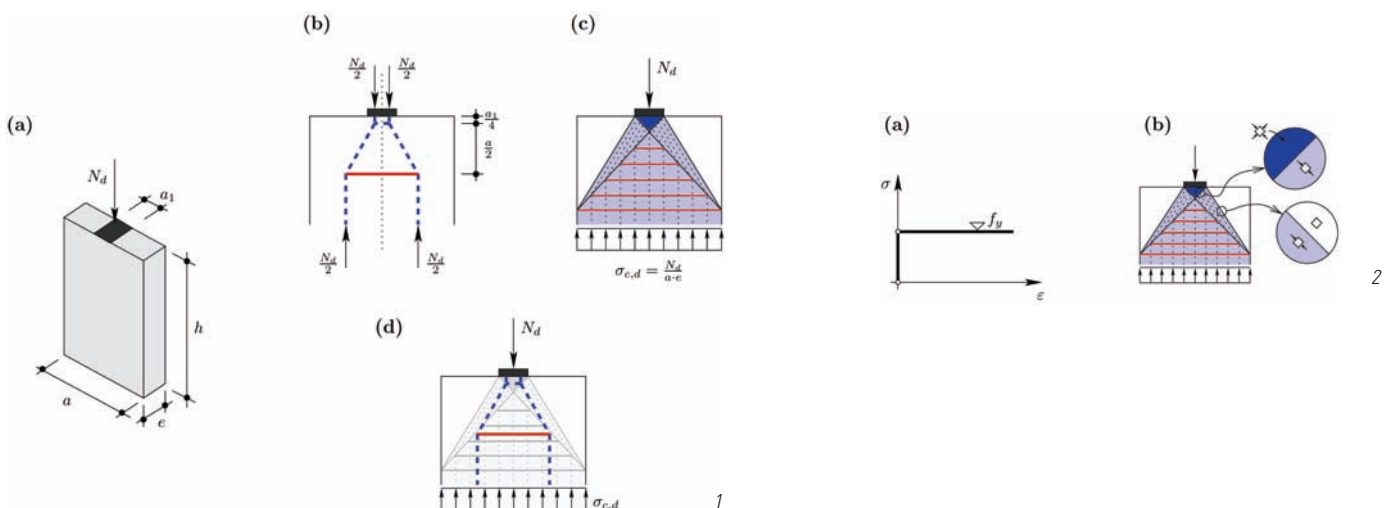 (a)
N_d
a_1
h
a
e
(b)
N_d/2 N_d/2
a_1/4
a/2
N_d/2 N_d/2
(c)
N_d
σ_{c,d} = N_d/(a·e)
(d)
N_d
σ_{c,d}
1
(a)
σ
f_y
ε
(b)
2